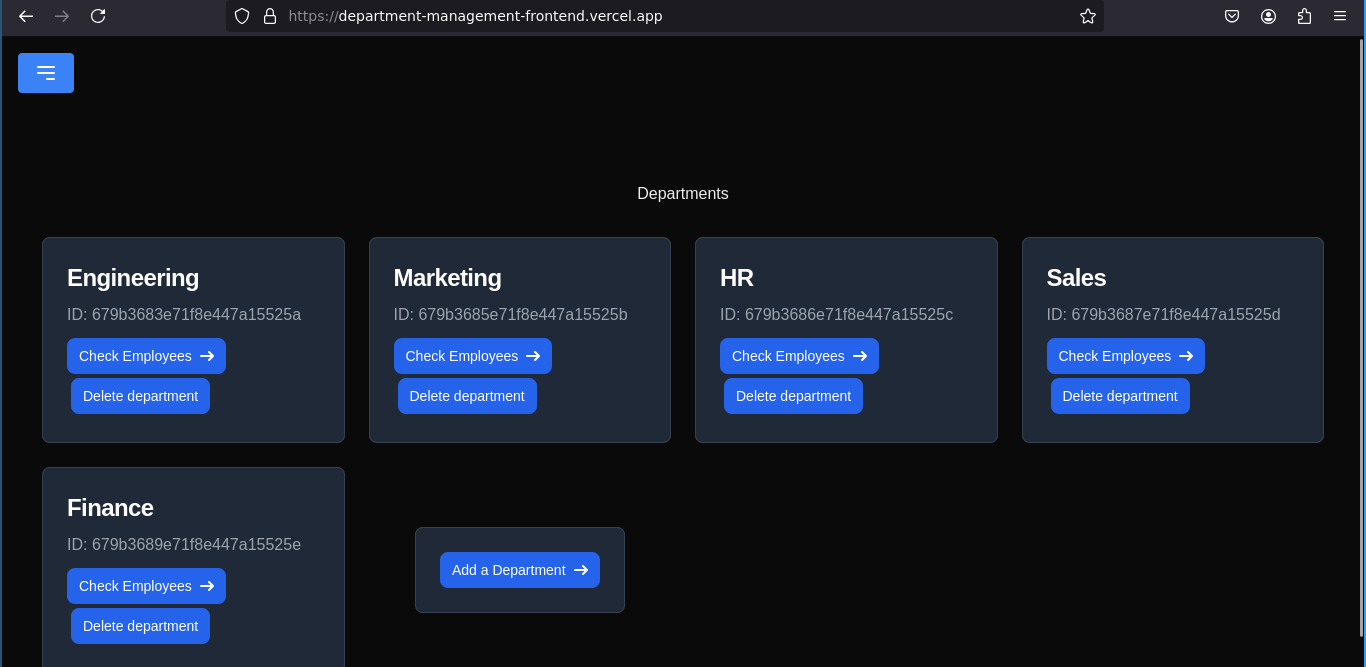 https://department-management-frontend.vercel.app
Departments
Engineering
ID: 679b3683e71f8e447a15525a
Check Employees
Delete department
Marketing
ID: 679b3685e71f8e447a15525b
Check Employees
Delete department
HR
ID: 679b3686e71f8e447a15525c
Check Employees
Delete department
Sales
ID: 679b3687e71f8e447a15525d
Check Employees
Delete department
Finance
ID: 679b3689e71f8e447a15525e
Check Employees
Delete department
Add a Department